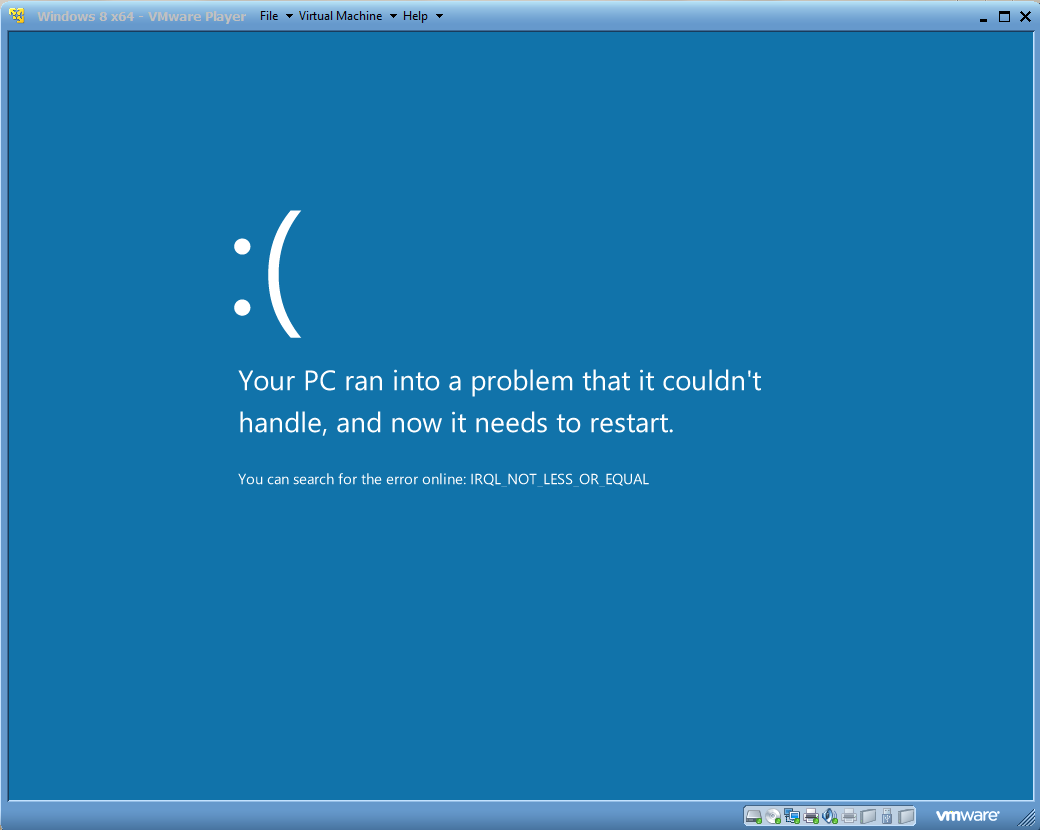 Windows 8 x64 - VMware Player File Virtual Machine Help
:(
Your PC ran into a problem that it couldn't
handle, and now it needs to restart.
You can search for the error online: IRQL_NOT_LESS_OR_EQUAL
vmware